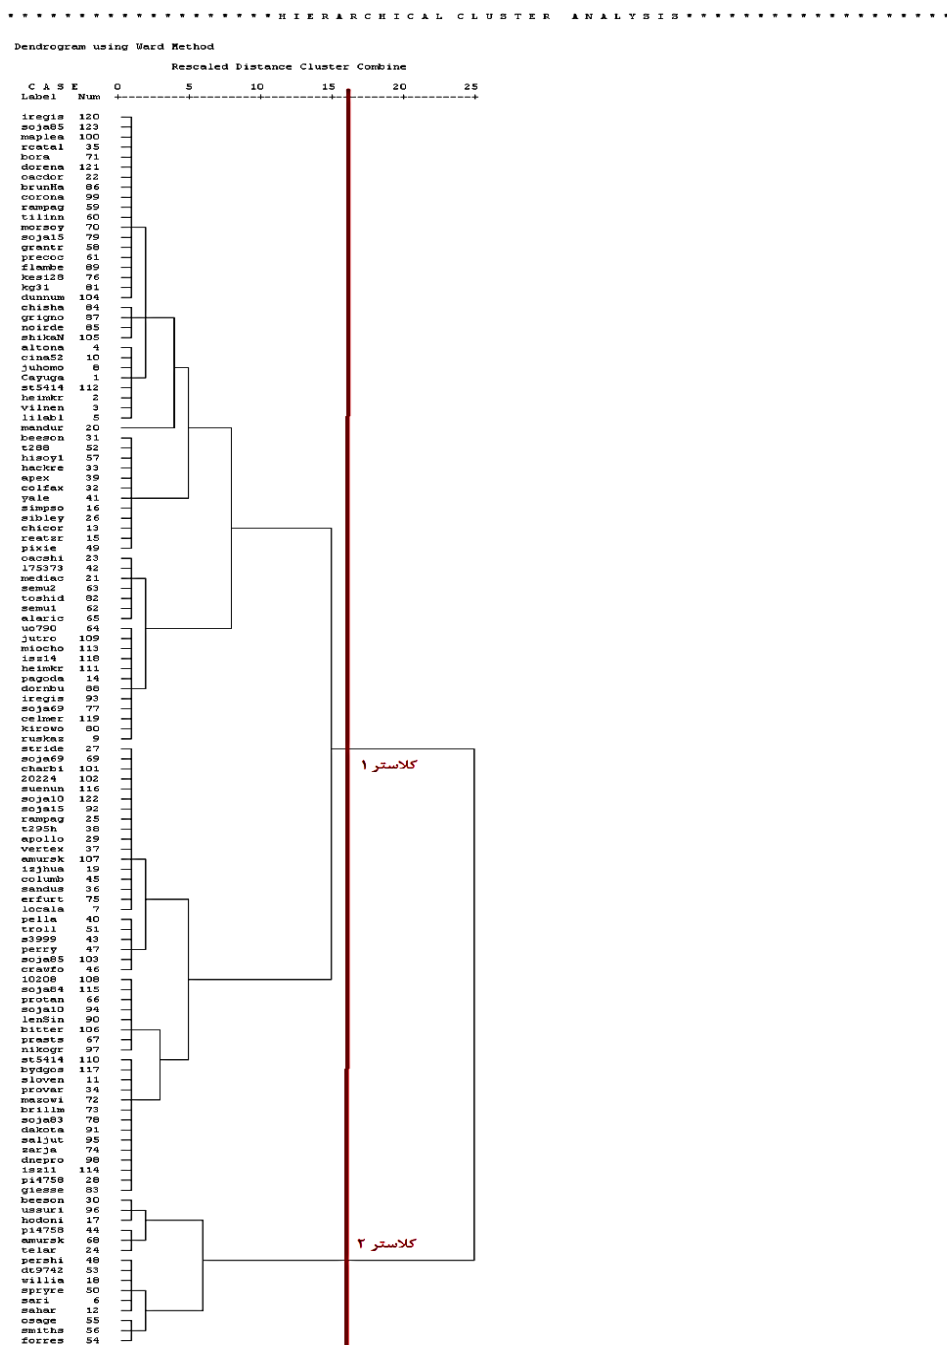 * * * * * * * * * * * * * * * * * * * H I E R A R C H I C A L   C L U S T E R   A N A L Y S I S * * * * * * * * * * * * * * * * * * *
Dendrogram using Ward Method
Rescaled Distance Cluster Combine
C A S E 0 5 10 15 20 25
Label Num
iregis 120
soja85 123
maplea 100
rcatal 35
bora 71
dorena 121
oacdor 22
brunHa 86
corona 99
rampag 59
tilinn 60
morsoy 70
soja15 79
grantr 58
precoc 61
flambe 89
kes128 76
kg31 81
dunnum 104
chisha 84
grigno 87
noirde 85
shikaN 105
altona 4
cina52 10
juhomo 8
Cayuga 1
st5414 112
heimkr 2
vilnen 3
lilabl 5
mandur 20
beeson 31
t288 52
hisoy1 57
hackre 33
apex 39
colfax 32
yale 41
simpso 16
sibley 26
chicor 13
reatzr 15
pixie 49
oacshi 23
175373 42
mediac 21
semu2 63
toshid 82
semu1 62
alaric 65
uo790 64
jutro 109
miocho 113
isz14 118
heimkr 111
pagoda 14
dornbu 88
iregis 93
soja69 77
celmer 119
kirowo 80
ruskaz 9
stride 27
soja69 69
charbi 101
20224 102
suenun 116
soja10 122
soja15 92
rampag 25
t295h 38
apollo 29
vertex 37
amursk 107
izjhua 19
columb 45
sandus 36
erfurt 75
locala 7
pella 40
troll 51
s3999 43
perry 47
soja85 103
crawfo 46
10208 108
soja84 115
protan 66
soja10 94
lenSin 90
bitter 106
prasts 67
nikogr 97
st5414 110
bydgos 117
sloven 11
provar 34
mazowi 72
brillm 73
soja83 78
dakota 91
saljut 95
zarja 74
dnepro 98
isz11 114
pi4758 28
giesse 83
beeson 30
ussuri 96
hodoni 17
pi4758 44
amursk 68
telar 24
pershi 48
dt9742 53
willia 18
spryre 50
sari 6
sahar 12
osage 55
smiths 56
forres 54
کلاستر ۱
کلاستر ۲